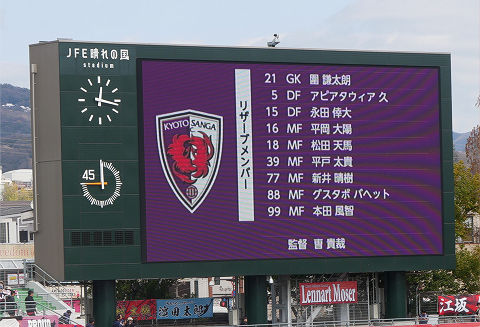 JFE晴れの国
stadium
45
KYOTO SANGA
リザーブメンバー
21 GK 圍 謙太朗
5 DF アピアタウィア 久
15 DF 永田 倖大
16 MF 平岡 大陽
18 MF 松田 天馬
39 MF 平戸 太貴
77 MF 新井 晴樹
88 MF グスタボ バヘット
99 MF 本田 風智
監督 曺 貴裁
Lennart Moser
江坂